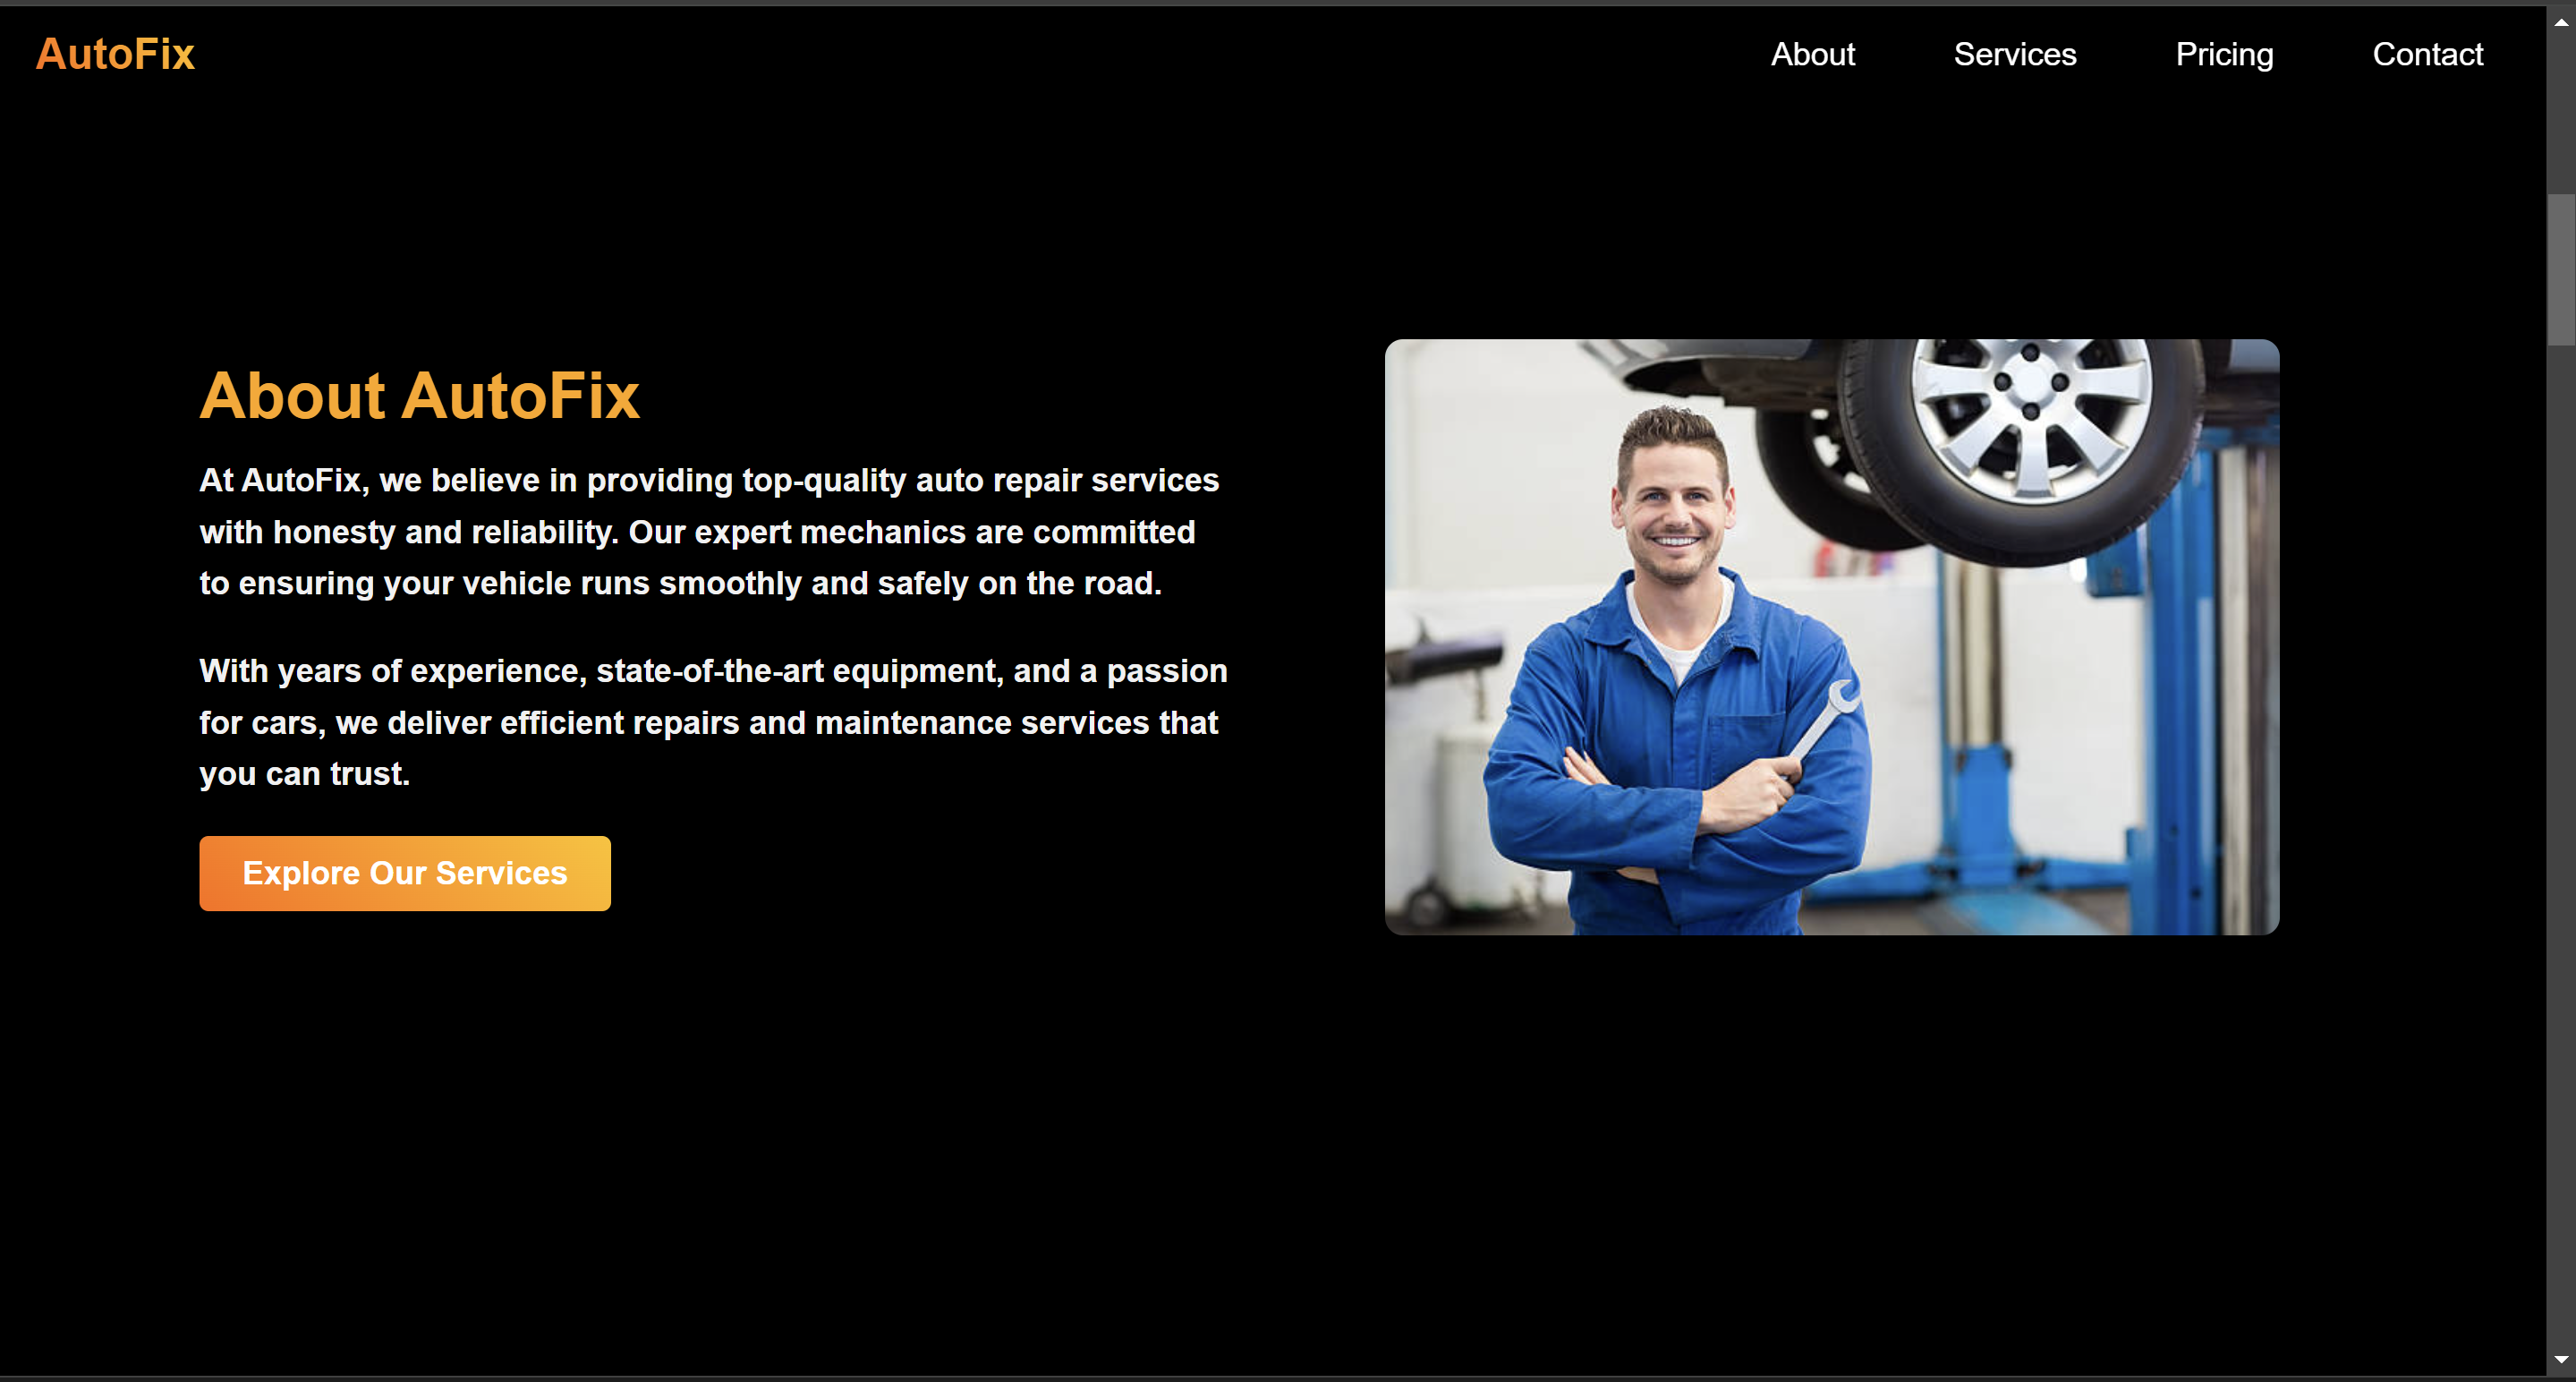 AutoFix
About Services Pricing Contact
About AutoFix
At AutoFix, we believe in providing top-quality auto repair services
with honesty and reliability. Our expert mechanics are committed
to ensuring your vehicle runs smoothly and safely on the road.
With years of experience, state-of-the-art equipment, and a passion
for cars, we deliver efficient repairs and maintenance services that
you can trust.
Explore Our Services